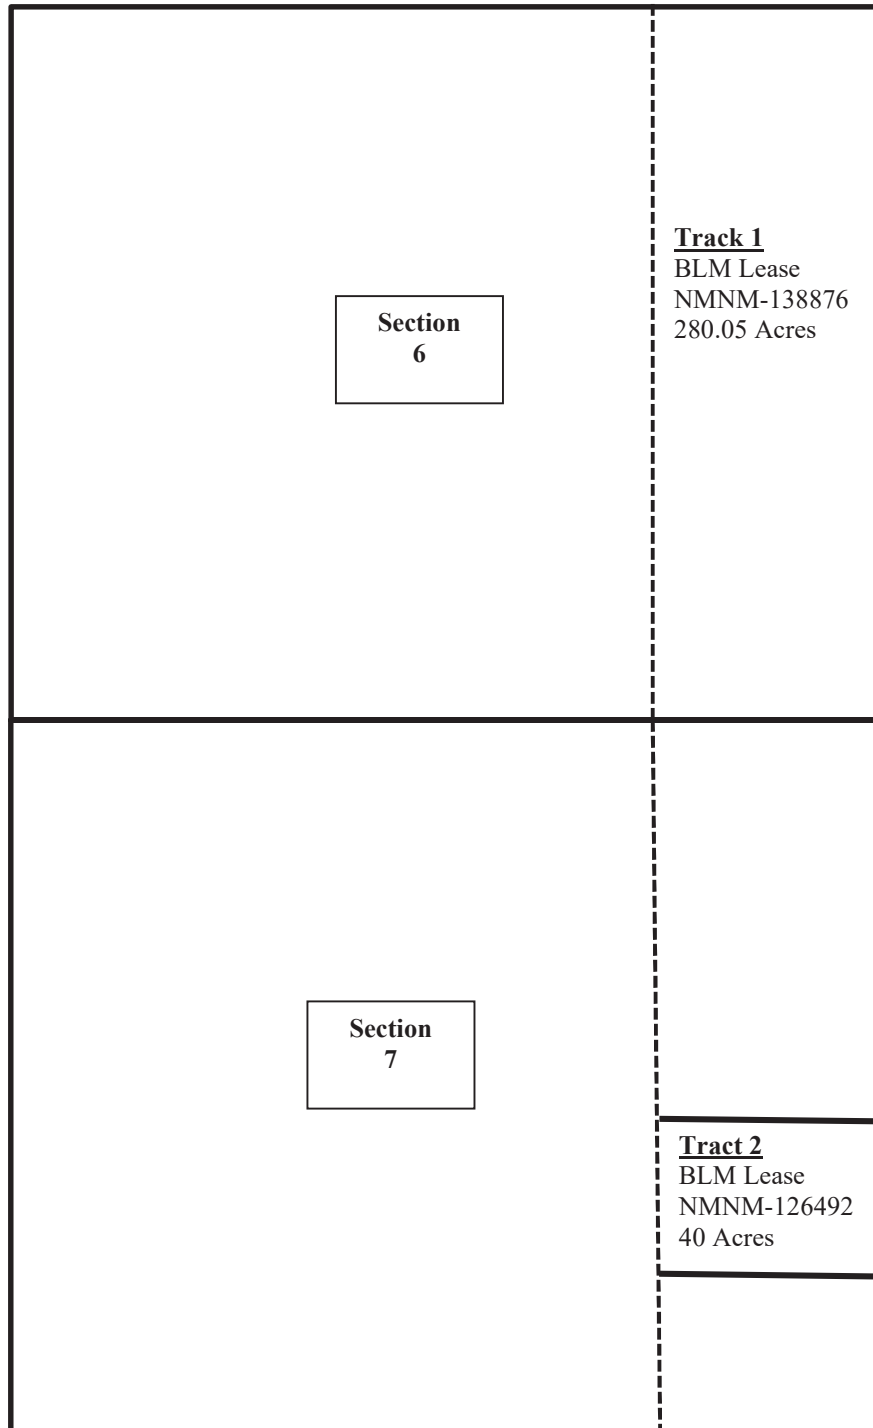 Track 1
BLM Lease
NMNM-138876
280.05 Acres
Section
6
Section
7
Tract 2
BLM Lease
NMNM-126492
40 Acres